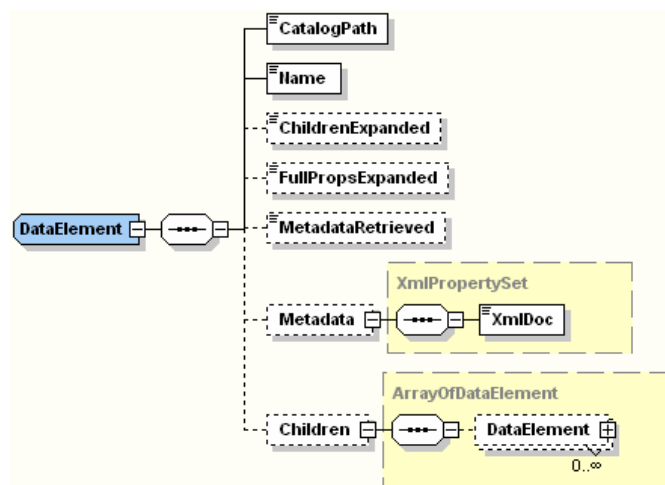 CatalogPath
Name
ChildrenExpanded
FullPropsExpanded
DataElement
MetadataRetrieved
XmlPropertySet
Metadata
XmlDoc
ArrayOfDataElement
Children
DataElement
0..∞